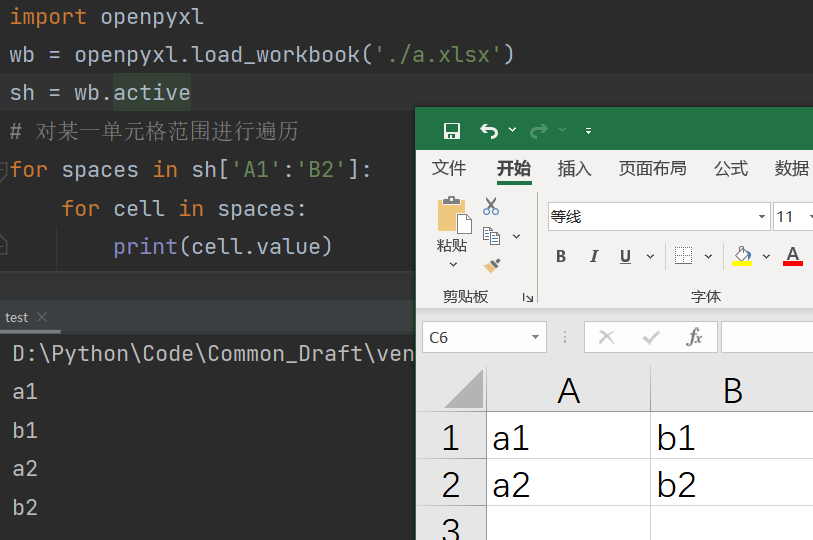 import openpyxl
wb = openpyxl.load_workbook('./a.xlsx')
sh = wb.active
# 对某一单元格范围进行遍历
for spaces in sh['A1':'B2']:
    for cell in spaces:
        print(cell.value)
test
D:\Python\Code\Common_Draft\ven
a1
b1
a2
b2
文件 开始 插入 页面布局 公式 数据
粘贴
剪贴板
等线 11
B I U A
字体
C6 fx
A B
1 a1 b1
2 a2 b2
3